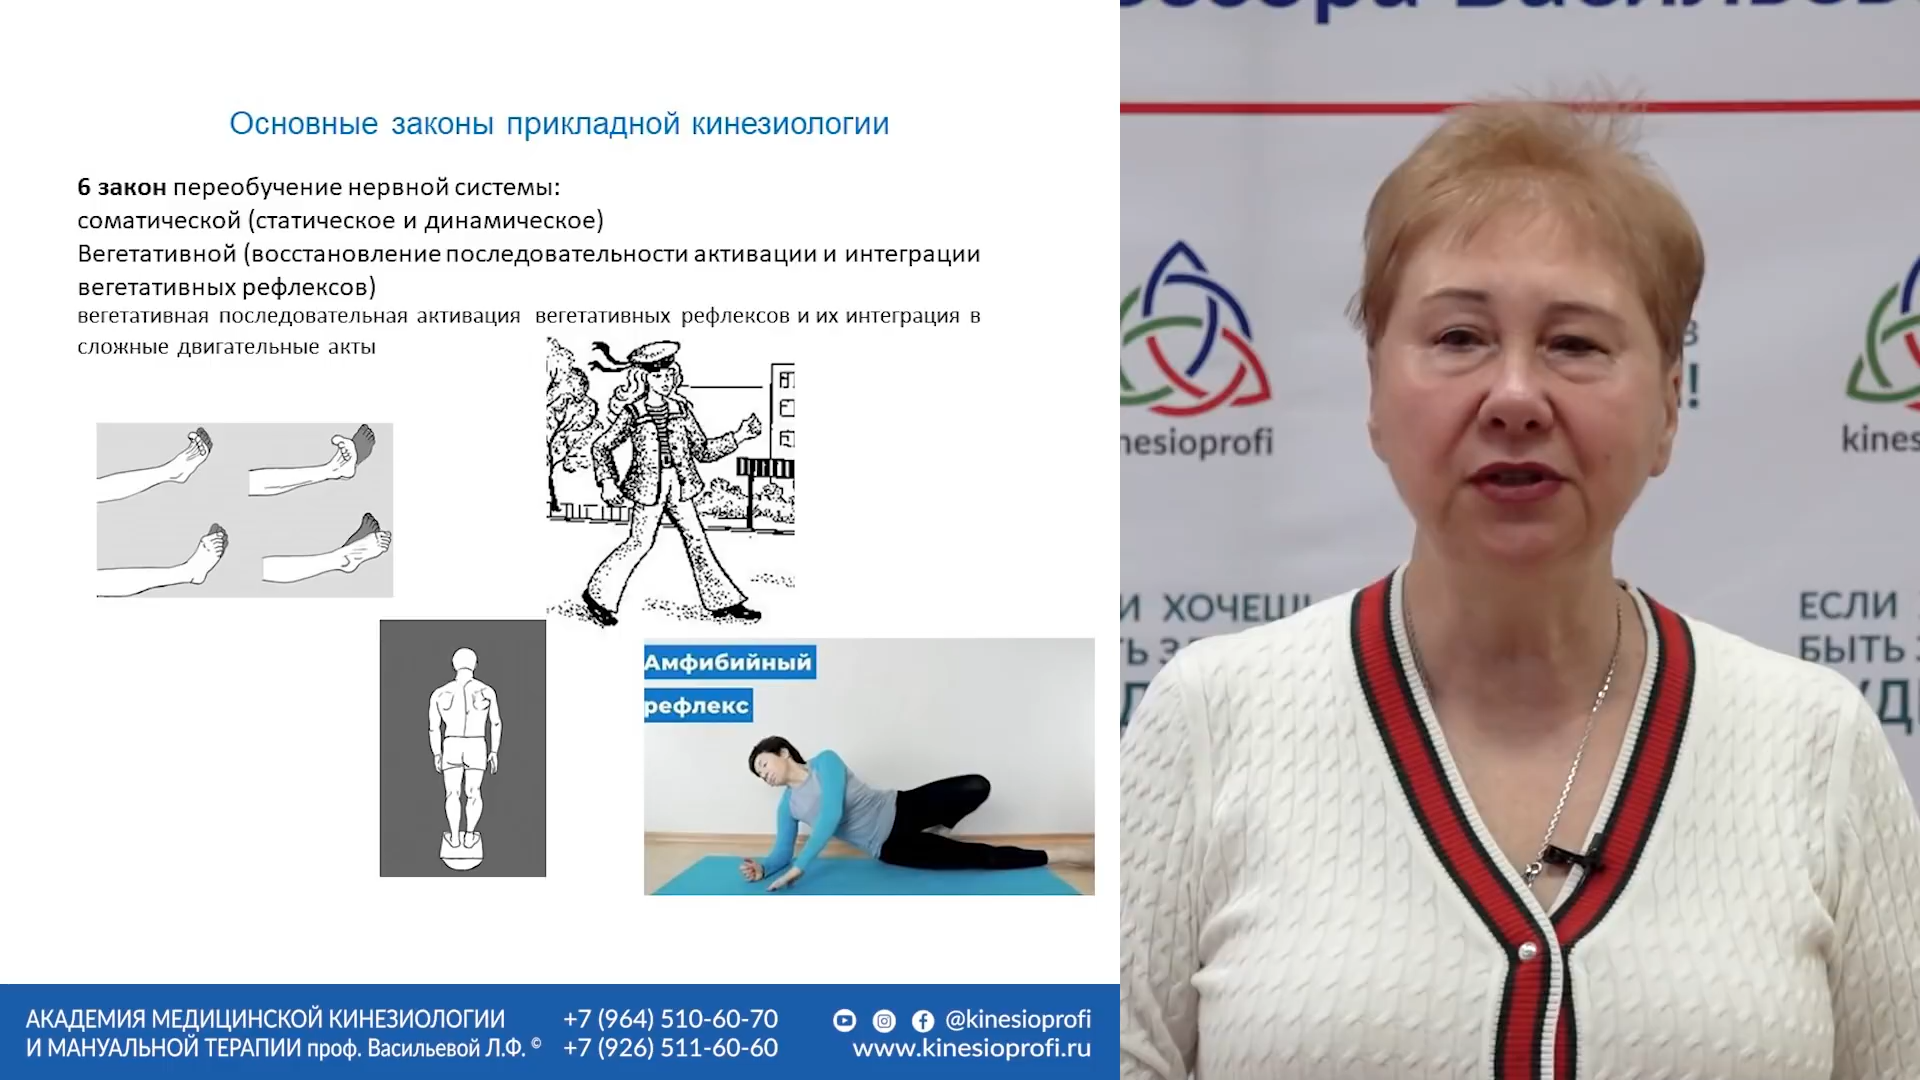 Основные законы прикладной кинезиологии
6 закон переобучение нервной системы:
соматической (статическое и динамическое)
Вегетативной (восстановление последовательности активации и интеграции
вегетативных рефлексов)
вегетативная последовательная активация вегетативных рефлексов и их интеграция в
сложные двигательные акты
Амфибийный
рефлекс
АКАДЕМИЯ МЕДИЦИНСКОЙ КИНЕЗИОЛОГИИ
И МАНУАЛЬНОЙ ТЕРАПИИ проф. Васильевой Л.Ф. ©
+7 (964) 510-60-70
+7 (926) 511-60-60
@kinesioprofi
www.kinesioprofi.ru
nesioprofi
kines
И ХОЧЕШЬ
ЕСЛИ
БЫТЬ